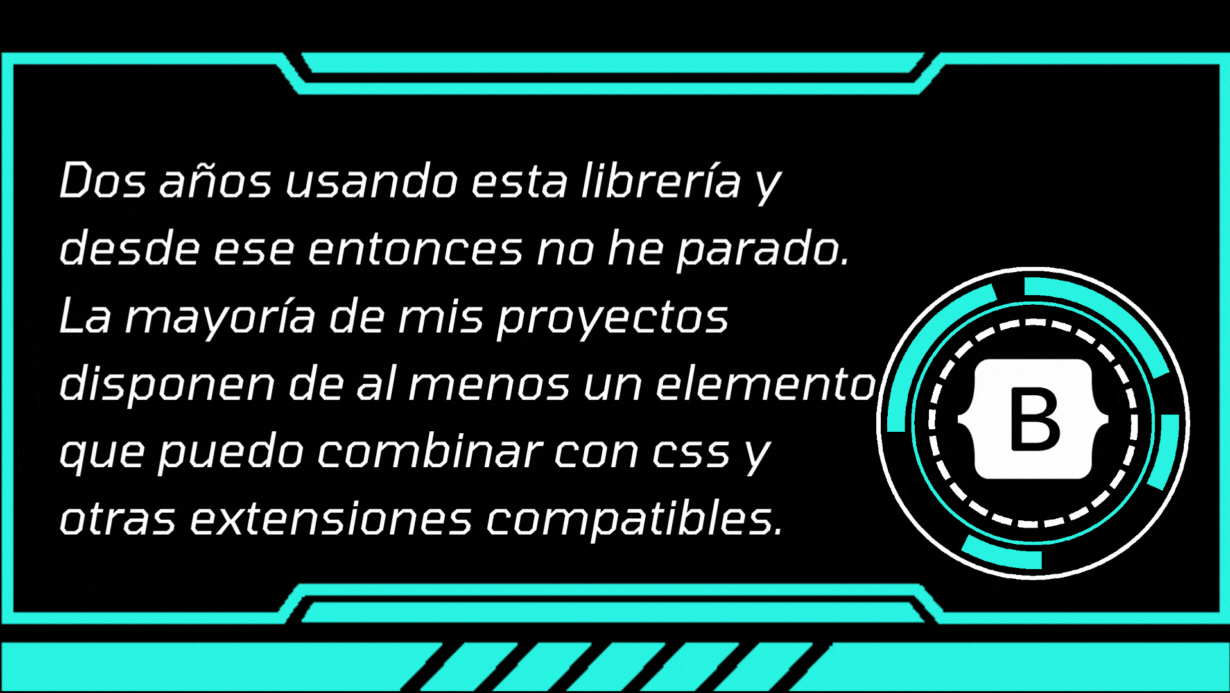 Dos años usando esta librería y
desde ese entonces no he parado.
La mayoría de mis proyectos
disponen de al menos un elemento
que puedo combinar con css y
otras extensiones compatibles.
B